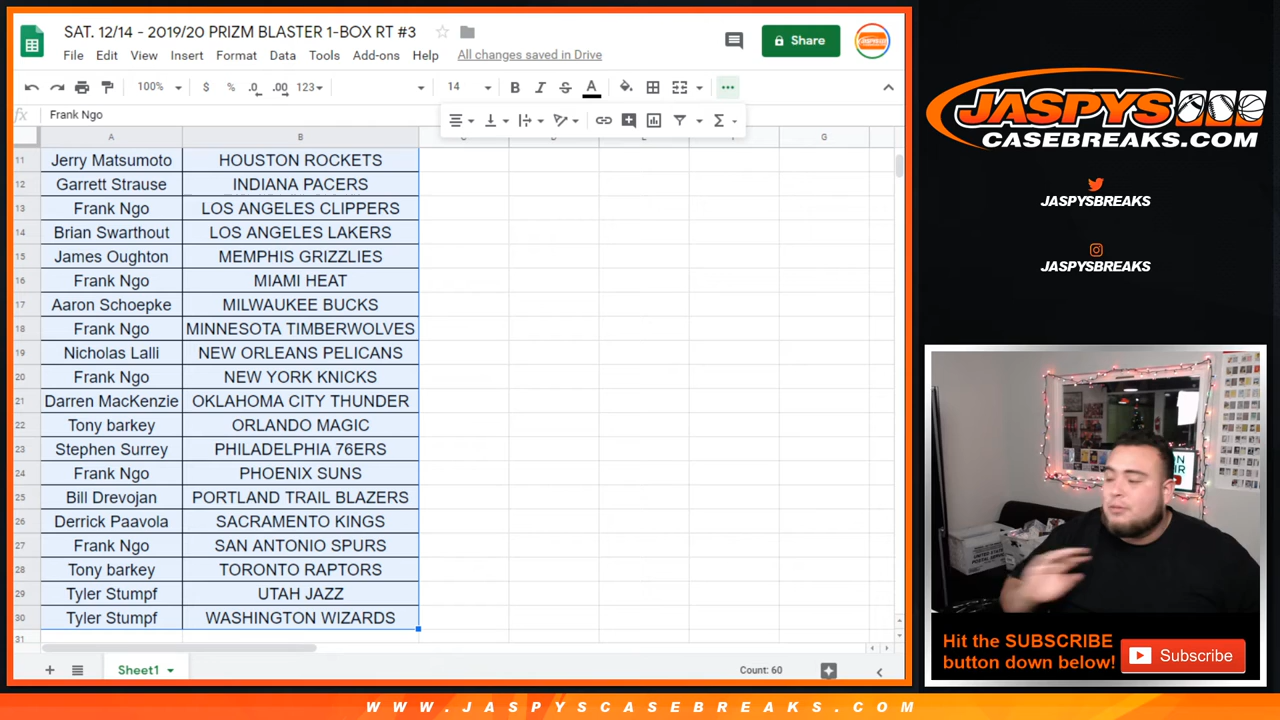 SAT. 12/14 - 2019/20 PRIZM BLASTER 1-BOX RT #3
Share
File Edit View Insert Format Data Tools Add-ons Help All changes saved in Drive
100% $ % .0 .00 123 14 B I S A
fx Frank Ngo
A B G
11 Jerry Matsumoto HOUSTON ROCKETS
12 Garrett Strause INDIANA PACERS
13 Frank Ngo LOS ANGELES CLIPPERS
14 Brian Swarthout LOS ANGELES LAKERS
15 James Oughton MEMPHIS GRIZZLIES
16 Frank Ngo MIAMI HEAT
17 Aaron Schoepke MILWAUKEE BUCKS
18 Frank Ngo MINNESOTA TIMBERWOLVES
19 Nicholas Lalli NEW ORLEANS PELICANS
20 Frank Ngo NEW YORK KNICKS
21 Darren MacKenzie OKLAHOMA CITY THUNDER
22 Tony barkey ORLANDO MAGIC
23 Stephen Surrey PHILADELPHIA 76ERS
24 Frank Ngo PHOENIX SUNS
25 Bill Drevojan PORTLAND TRAIL BLAZERS
26 Derrick Paavola SACRAMENTO KINGS
27 Frank Ngo SAN ANTONIO SPURS
28 Tony barkey TORONTO RAPTORS
29 Tyler Stumpf UTAH JAZZ
30 Tyler Stumpf WASHINGTON WIZARDS
31
Sheet1 Count: 60
JASPYS
CASEBREAKS.COM
JASPYSBREAKS
JASPYSBREAKS
Hit the SUBSCRIBE
button down below!
Subscribe
WWW.JASPYSCASEBREAKS.COM